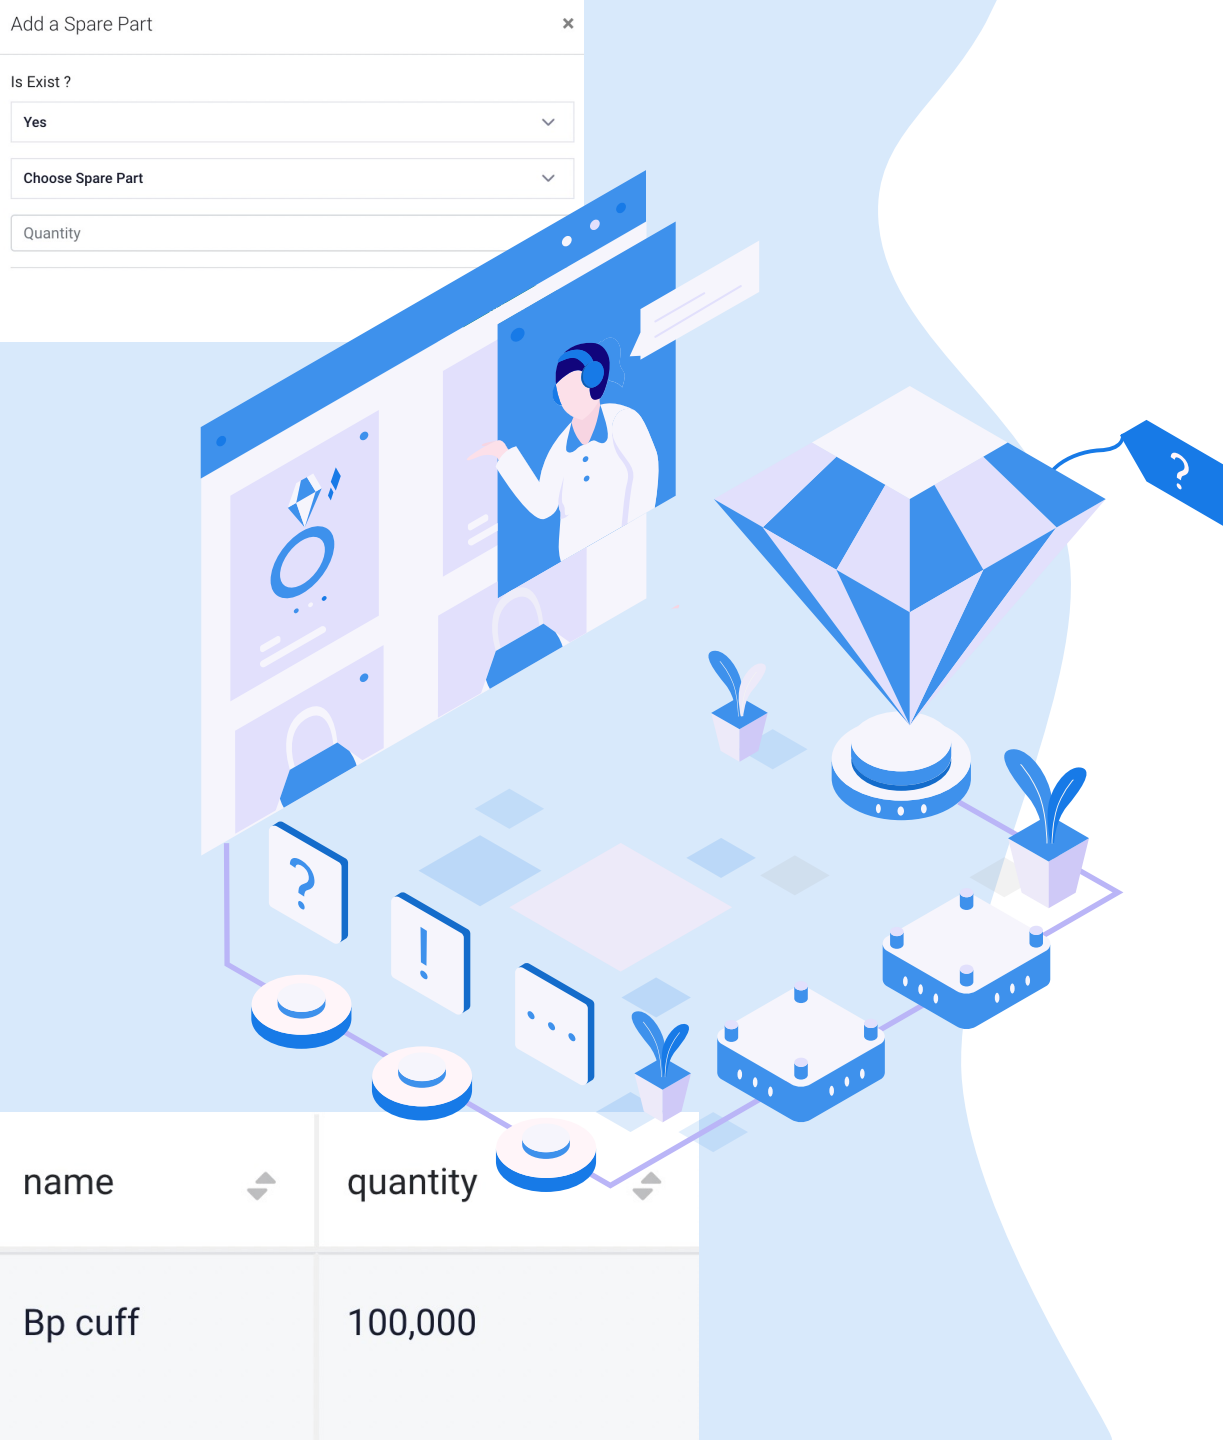 Add a Spare Part ×
Is Exist ?
Yes
Choose Spare Part
Quantity
?
?
!
...
name quantity
Bp cuff 100,000